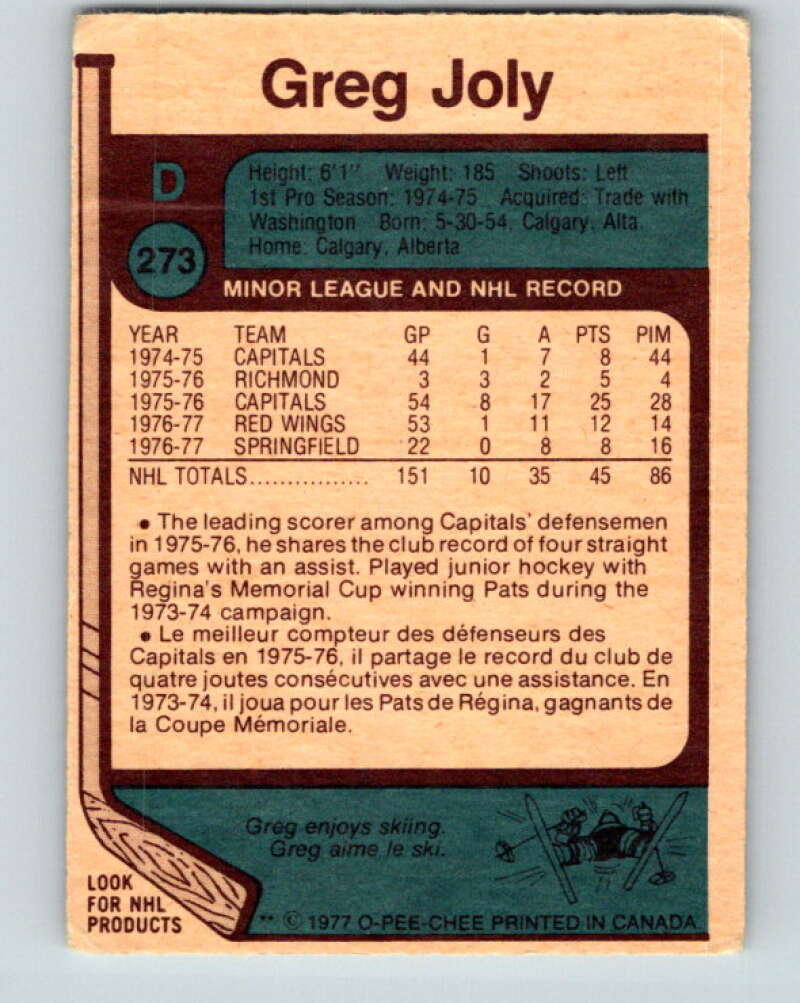 Greg Joly
D
273
Height: 6'1" Weight: 185 Shoots: Left
1st Pro Season: 1974-75 Acquired: Trade with
Washington Born: 5-30-54, Calgary, Alta.
Home: Calgary, Alberta
MINOR LEAGUE AND NHL RECORD
YEAR TEAM GP G A PTS PIM
1974-75 CAPITALS 44 1 7 8 44
1975-76 RICHMOND 3 3 2 5 4
1975-76 CAPITALS 54 8 17 25 28
1976-77 RED WINGS 53 1 11 12 14
1976-77 SPRINGFIELD 22 0 8 8 16
NHL TOTALS................ 151 10 35 45 86
• The leading scorer among Capitals' defensemen
in 1975-76, he shares the club record of four straight
games with an assist. Played junior hockey with
Regina's Memorial Cup winning Pats during the
1973-74 campaign.
• Le meilleur compteur des défenseurs des
Capitals en 1975-76, il partage le record du club de
quatre joutes consécutives avec une assistance. En
1973-74, il joua pour les Pats de Régina, gagnants de
la Coupe Mémoriale.
Greg enjoys skiing.
Greg aime le ski.
LOOK
FOR NHL
PRODUCTS
** © 1977 O-PEE-CHEE PRINTED IN CANADA